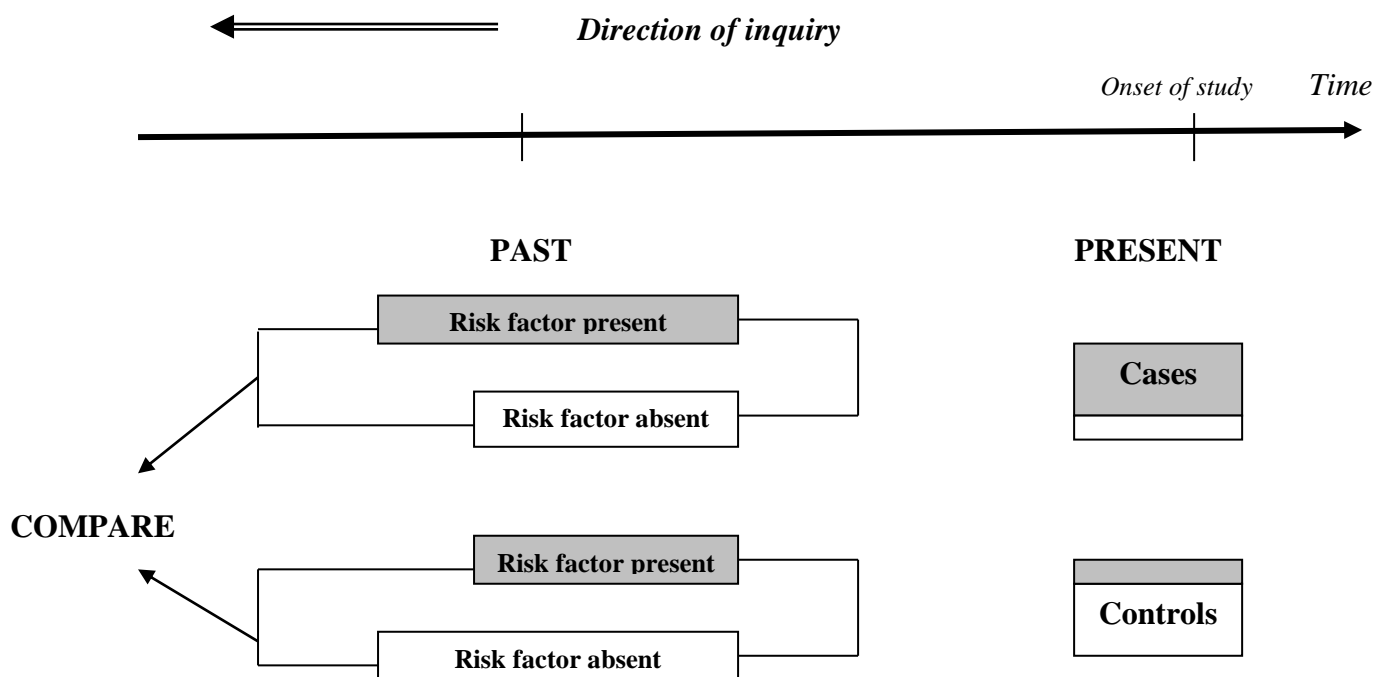 Direction of inquiry
Onset of study Time
PAST PRESENT
Risk factor present
Cases
Risk factor absent
COMPARE
Risk factor present
Controls
Risk factor absent